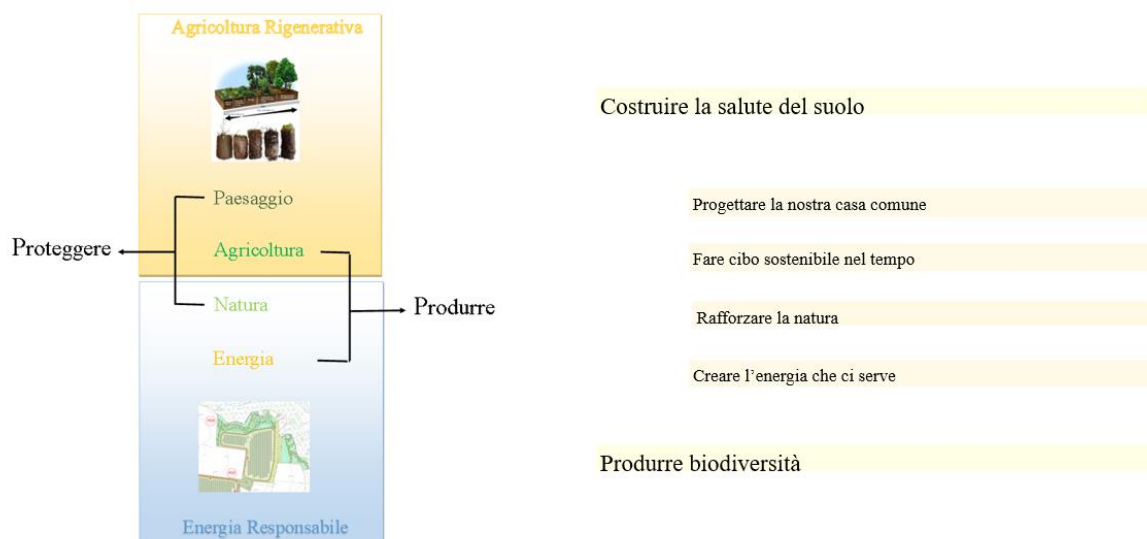 Agricoltura Rigenerativa
Paesaggio
Proteggere
Agricoltura
Natura
Produrre
Energia
Energia Responsabile
Costruire la salute del suolo
Progettare la nostra casa comune
Fare cibo sostenibile nel tempo
Rafforzare la natura
Creare l’energia che ci serve
Produrre biodiversità